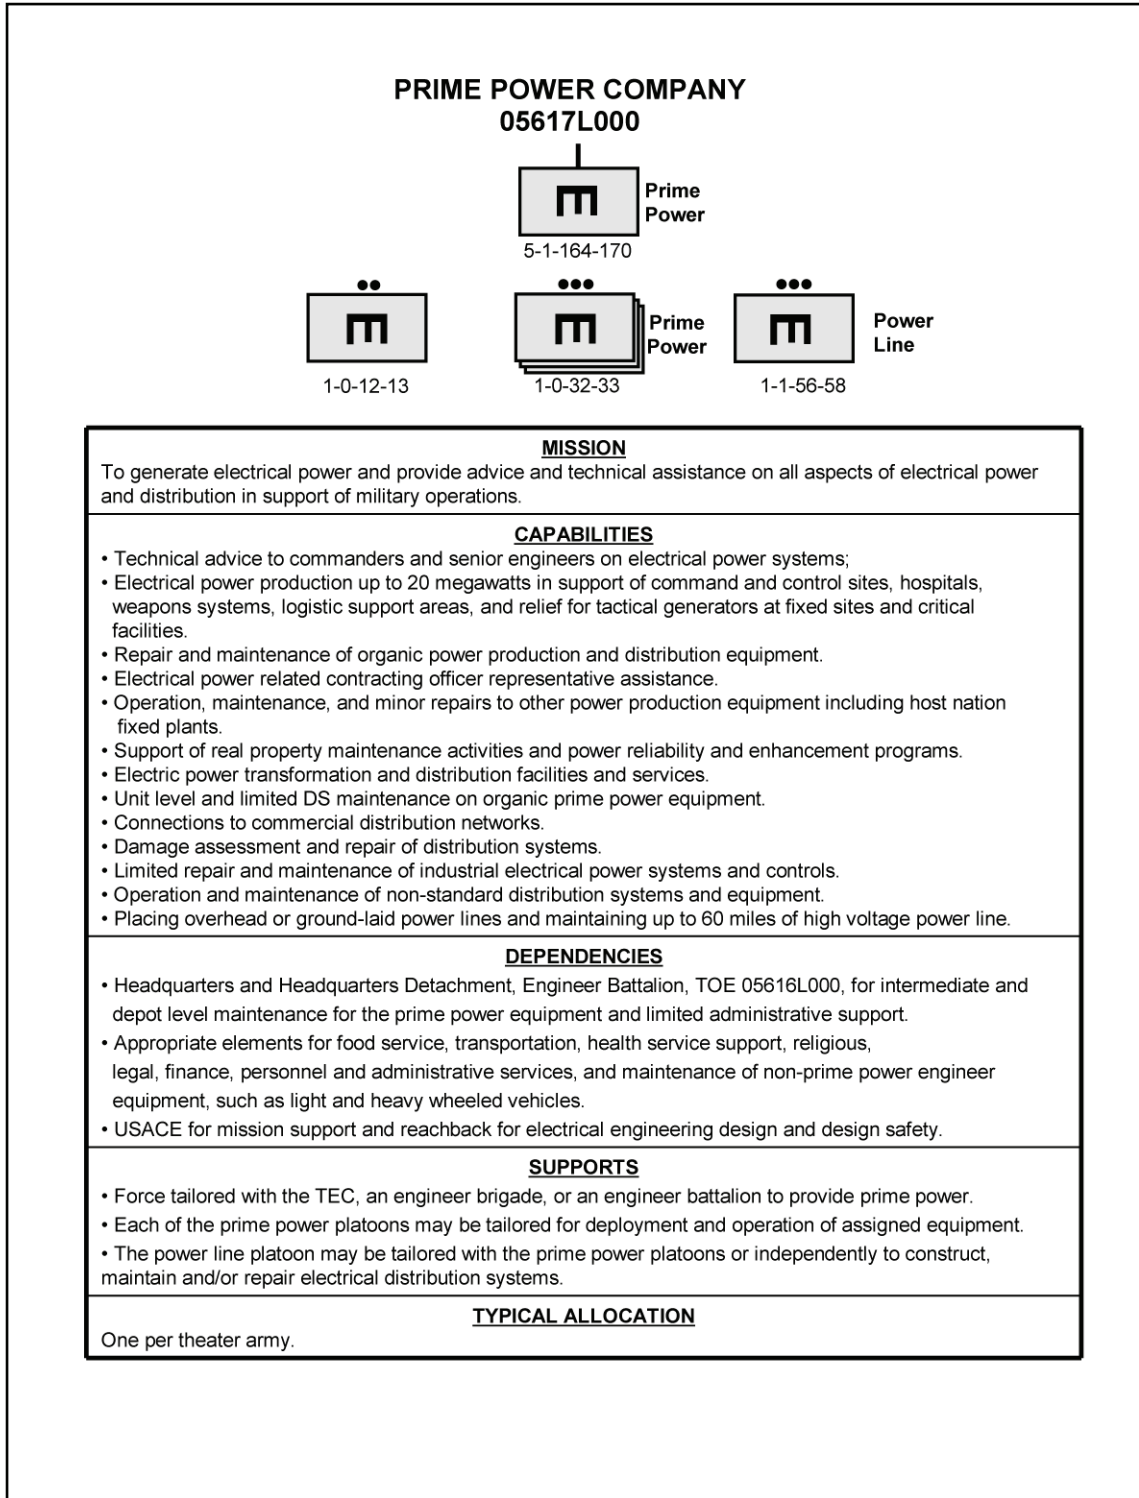 PRIME POWER COMPANY
05617L000
Prime
Power
5-1-164-170
Prime
Power
Power
Line
1-0-12-13
1-0-32-33
1-1-56-58
MISSION
To generate electrical power and provide advice and technical assistance on all aspects of electrical power
and distribution in support of military operations.
CAPABILITIES
• Technical advice to commanders and senior engineers on electrical power systems;
• Electrical power production up to 20 megawatts in support of command and control sites, hospitals,
weapons systems, logistic support areas, and relief for tactical generators at fixed sites and critical
facilities.
• Repair and maintenance of organic power production and distribution equipment.
• Electrical power related contracting officer representative assistance.
• Operation, maintenance, and minor repairs to other power production equipment including host nation
fixed plants.
• Support of real property maintenance activities and power reliability and enhancement programs.
• Electric power transformation and distribution facilities and services.
• Unit level and limited DS maintenance on organic prime power equipment.
• Connections to commercial distribution networks.
• Damage assessment and repair of distribution systems.
• Limited repair and maintenance of industrial electrical power systems and controls.
• Operation and maintenance of non-standard distribution systems and equipment.
• Placing overhead or ground-laid power lines and maintaining up to 60 miles of high voltage power line.
DEPENDENCIES
• Headquarters and Headquarters Detachment, Engineer Battalion, TOE 05616L000, for intermediate and
depot level maintenance for the prime power equipment and limited administrative support.
• Appropriate elements for food service, transportation, health service support, religious,
legal, finance, personnel and administrative services, and maintenance of non-prime power engineer
equipment, such as light and heavy wheeled vehicles.
• USACE for mission support and reachback for electrical engineering design and design safety.
SUPPORTS
• Force tailored with the TEC, an engineer brigade, or an engineer battalion to provide prime power.
• Each of the prime power platoons may be tailored for deployment and operation of assigned equipment.
• The power line platoon may be tailored with the prime power platoons or independently to construct,
maintain and/or repair electrical distribution systems.
TYPICAL ALLOCATION
One per theater army.